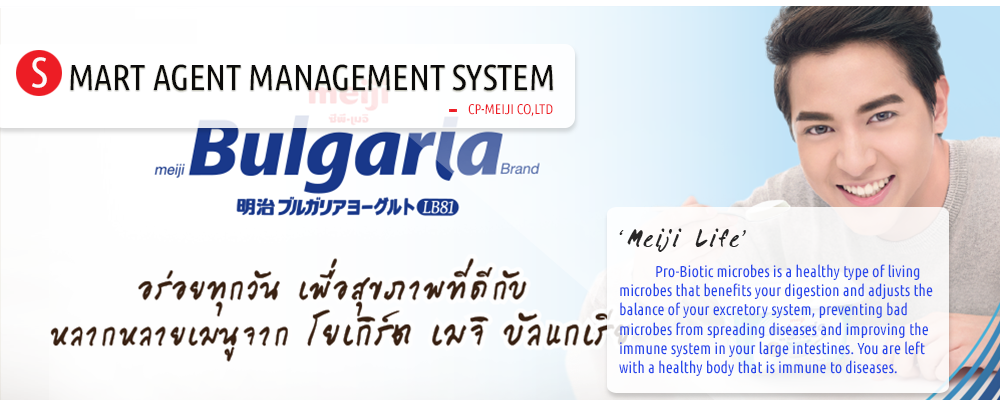 SMART AGENT MANAGEMENT SYSTEM
- CP-MEIJI CO,LTD
meiji
ซีพี-เมจิ
meiji Bulgaria Brand
明治ブルガリアヨーグルト LB81
อร่อยทุกวัน เพื่อสุขภาพที่ดีกับ
หลากหลายเมนูจาก โยเกิร์ต เมจิ บัลแกเรีย
'Meiji Life'
Pro-Biotic microbes is a healthy type of living
microbes that benefits your digestion and adjusts the
balance of your excretory system, preventing bad
microbes from spreading diseases and improving the
immune system in your large intestines. You are left
with a healthy body that is immune to diseases.